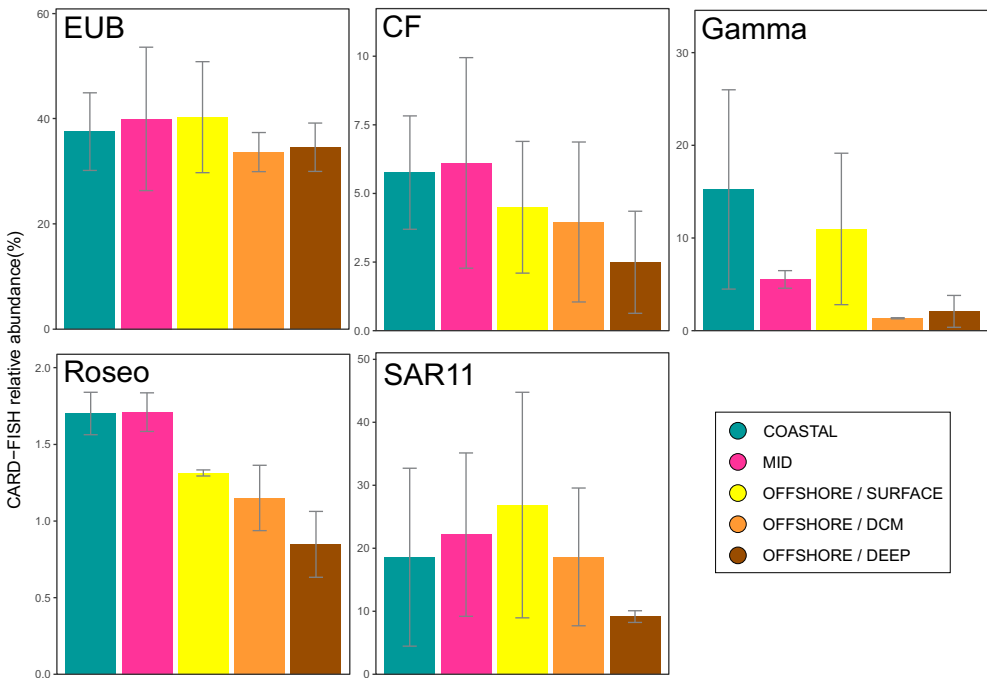 CARD−FISH relative abundance(%)
EUB
60
40
20
0
CF
10
7.5
5.0
2.5
0.0
Gamma
30
20
10
0
Roseo
2.0
1.5
1.0
0.5
0.0
SAR11
50
40
30
20
10
0
COASTAL
MID
OFFSHORE / SURFACE
OFFSHORE / DCM
OFFSHORE / DEEP